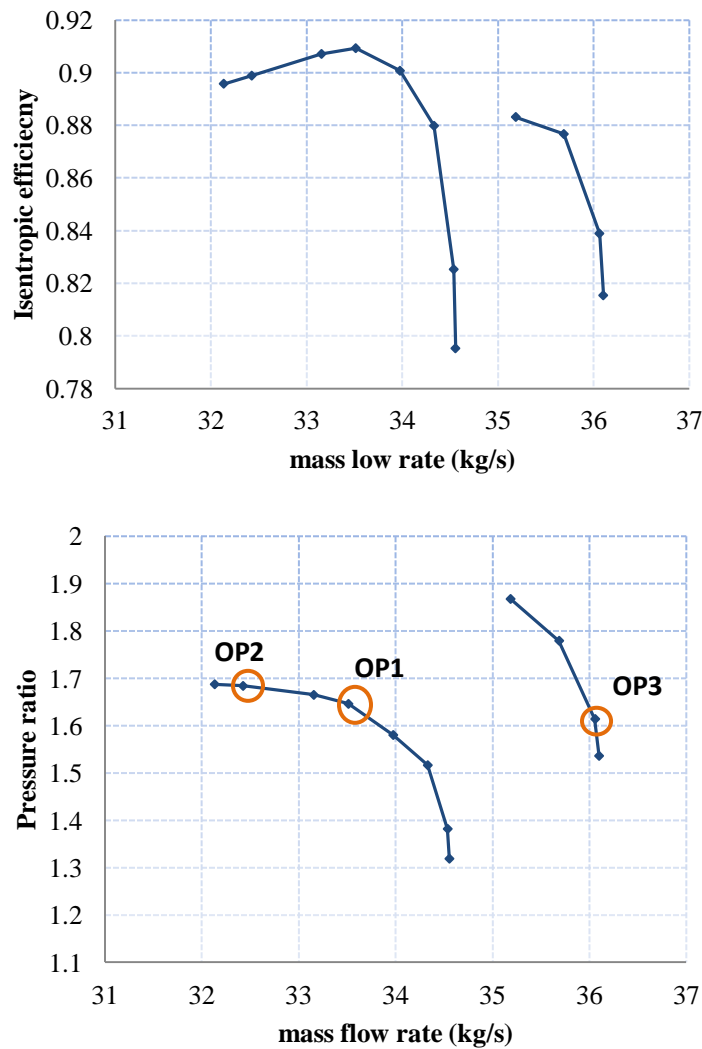 0.92
0.9
0.88
0.86
0.84
0.82
0.8
0.78
Isentropic efficiecny
31 32 33 34 35 36 37
mass low rate (kg/s)
2
1.9
1.8
1.7
1.6
1.5
1.4
1.3
1.2
1.1
Pressure ratio
OP2
OP1
OP3
31 32 33 34 35 36 37
mass flow rate (kg/s)